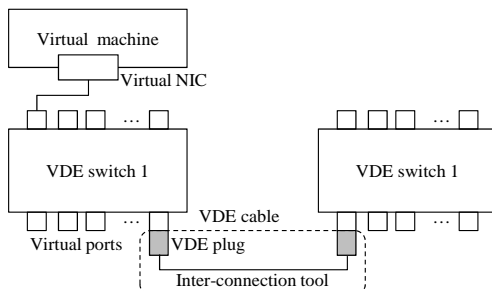 Virtual machine
Virtual NIC
...
...
VDE switch 1
VDE switch 1
...
VDE cable
...
Virtual ports
VDE plug
Inter-connection tool